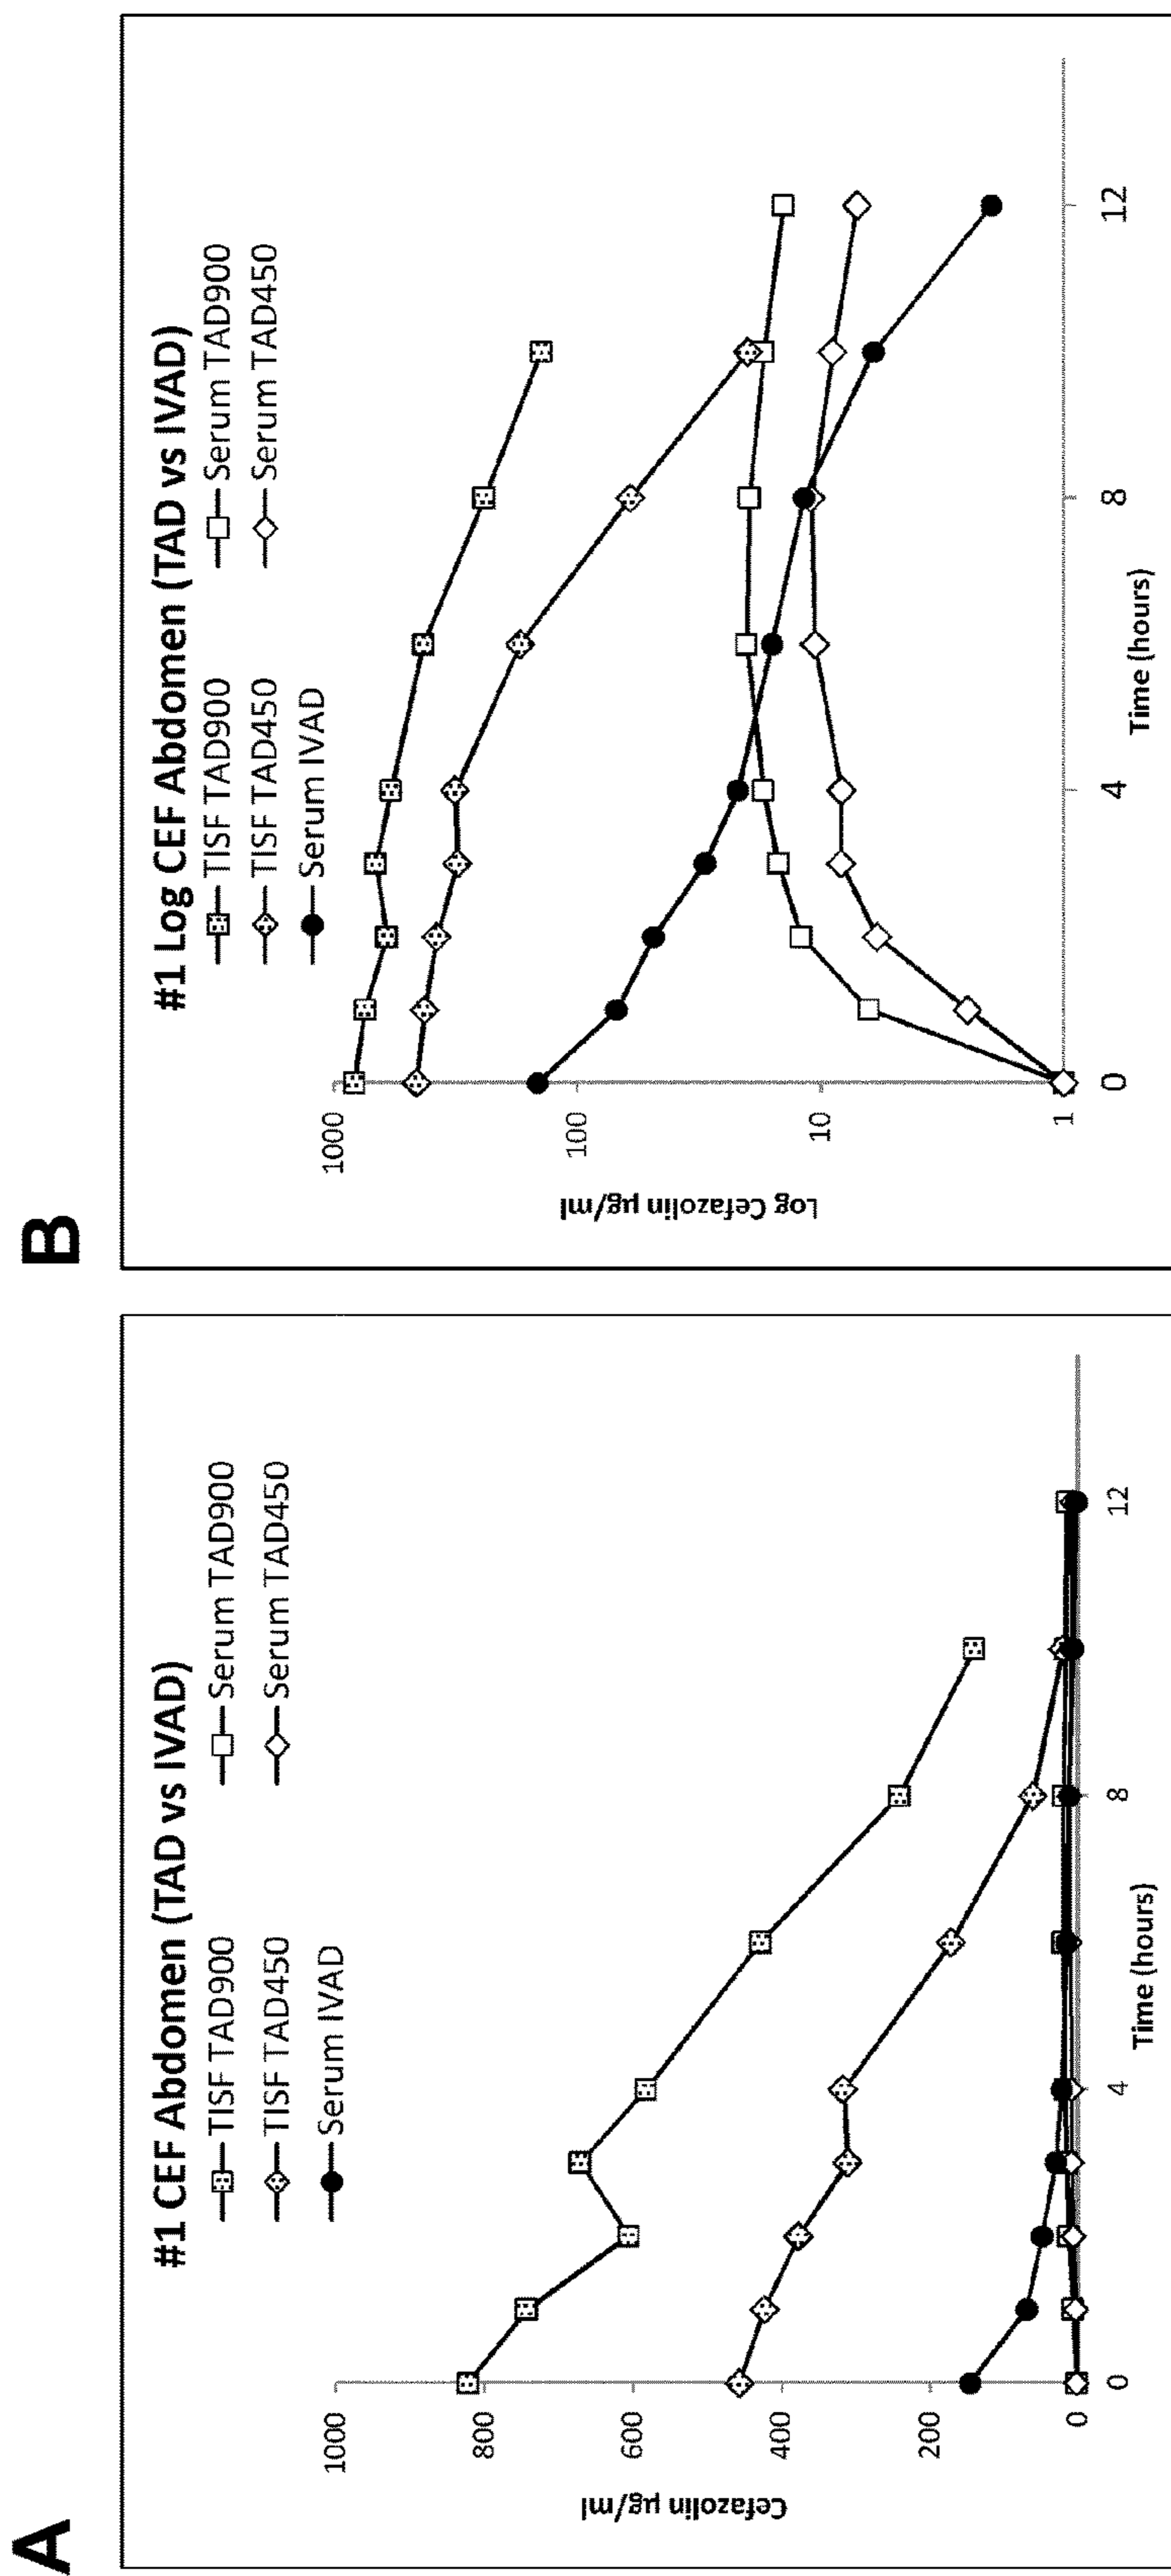 A
#1 CEF Abdomen (TAD vs IVAD)
TISF TAD900 Serum TAD900
TISF TAD450 Serum TAD450
Serum IVAD
1000
800
600
400
200
0
Cefazolin µg/ml
0 4 8 12
Time (hours)
B
#1 Log CEF Abdomen (TAD vs IVAD)
TISF TAD900 Serum TAD900
TISF TAD450 Serum TAD450
Serum IVAD
1000
100
10
1
Log Cefazolin µg/ml
0 4 8 12
Time (hours)